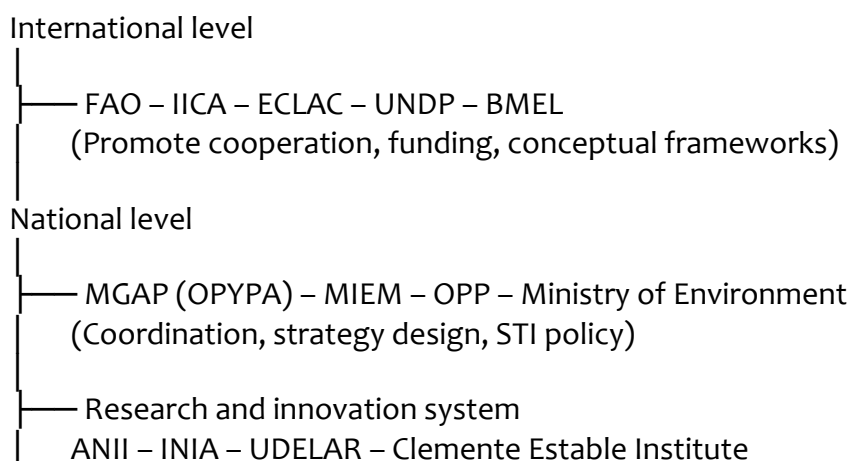 International level
FAO – IICA – ECLAC – UNDP – BMEL
(Promote cooperation, funding, conceptual frameworks)
National level
MGAP (OPYPA) – MIEM – OPP – Ministry of Environment
(Coordination, strategy design, STI policy)
Research and innovation system
ANII – INIA – UDELAR – Clemente Estable Institute